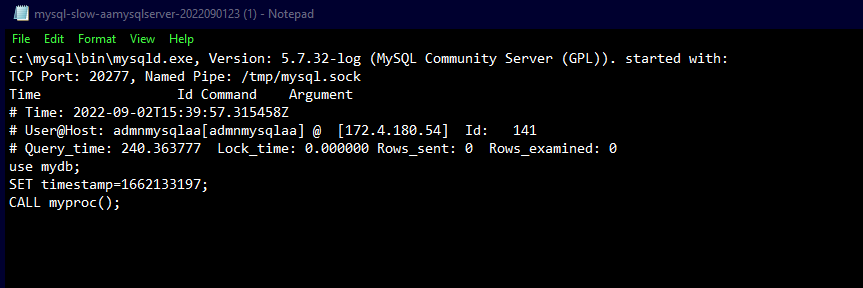 mysql-slow-aamysqlserver-2022090123 (1) - Notepad
File Edit Format View Help
c:\mysql\bin\mysqld.exe, Version: 5.7.32-log (MySQL Community Server (GPL)). started with:
TCP Port: 20277, Named Pipe: /tmp/mysql.sock
Time                 Id Command    Argument
# Time: 2022-09-02T15:39:57.315458Z
# User@Host: admnmysqlaa[admnmysqlaa] @  [172.4.180.54]  Id:   141
# Query_time: 240.363777  Lock_time: 0.000000 Rows_sent: 0  Rows_examined: 0
use mydb;
SET timestamp=1662133197;
CALL myproc();